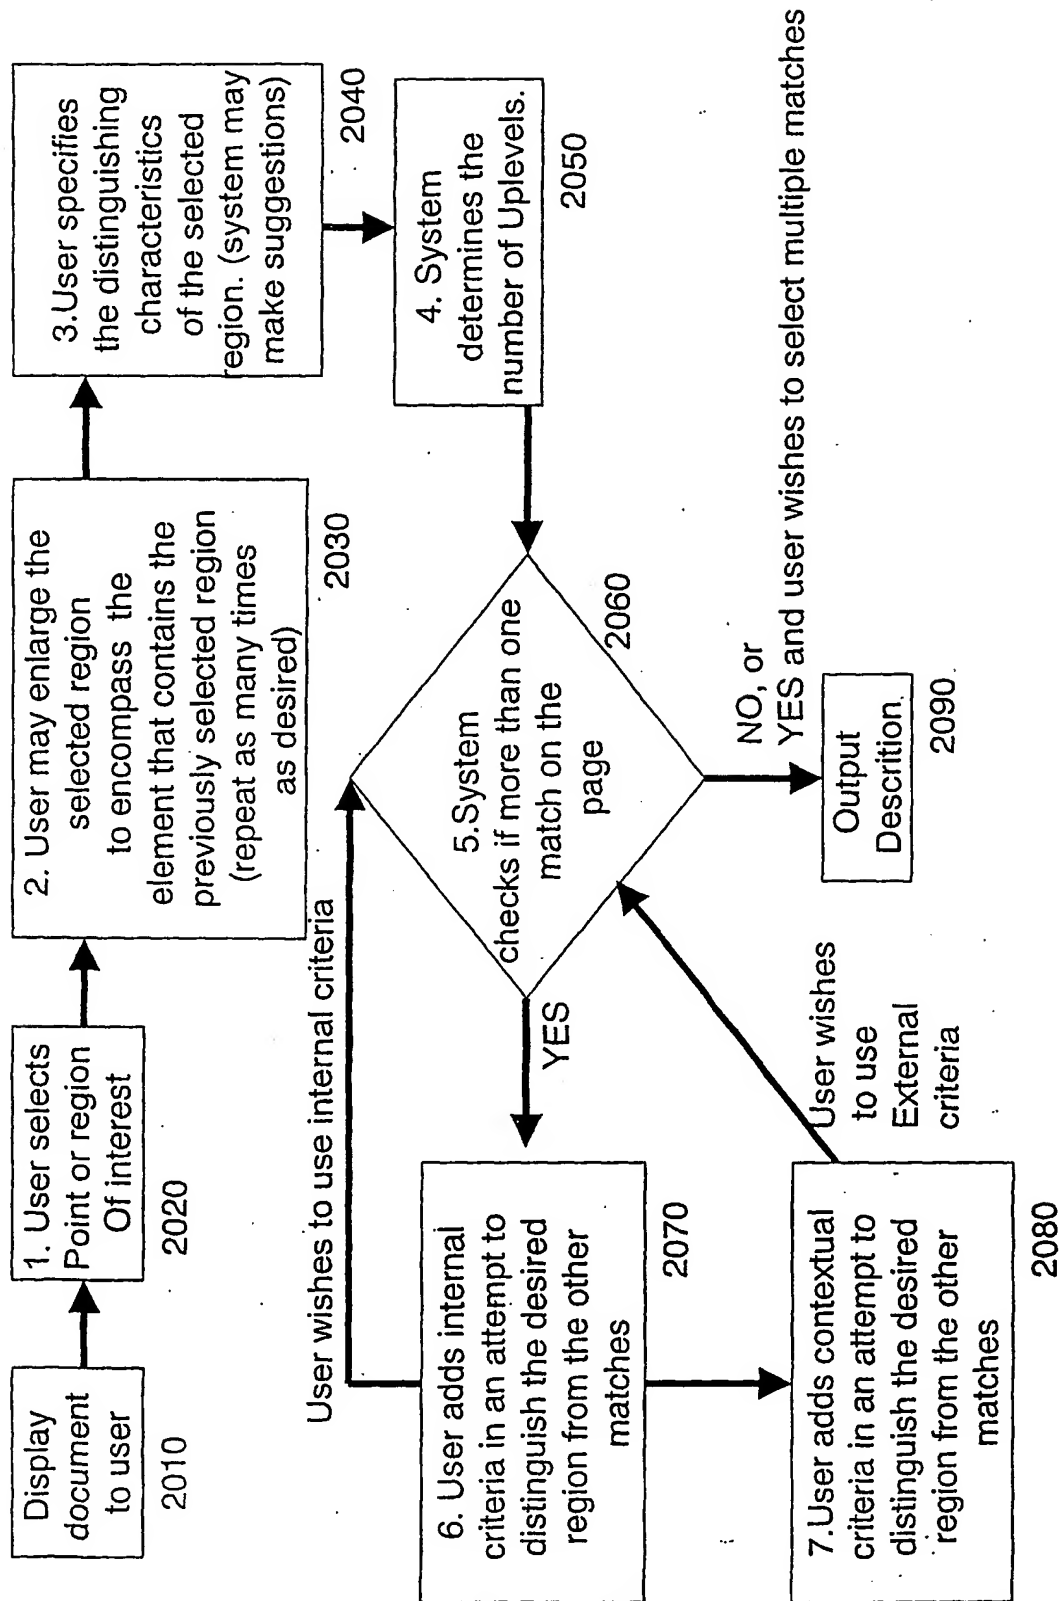 Display
document
to user
2010
1. User selects
Point or region
Of interest
2020
2. User may enlarge the
selected region
to encompass the
element that contains the
previously selected region
(repeat as many times
as desired)
2030
3.User specifies
the distinguishing
characteristics
of the selected
region. (system may
make suggestions)
2040
4. System
determines the
number of Uplevels.
2050
5.System
checks if more than one
match on the
page
2060
User wishes to use internal criteria
YES
NO, or
YES and user wishes to select multiple matches
6. User adds internal
criteria in an attempt to
distinguish the desired
region from the other
matches
2070
User wishes
to use
External
criteria
7.User adds contextual
criteria in an attempt to
distinguish the desired
region from the other
matches
2080
Output
Descrition.
2090